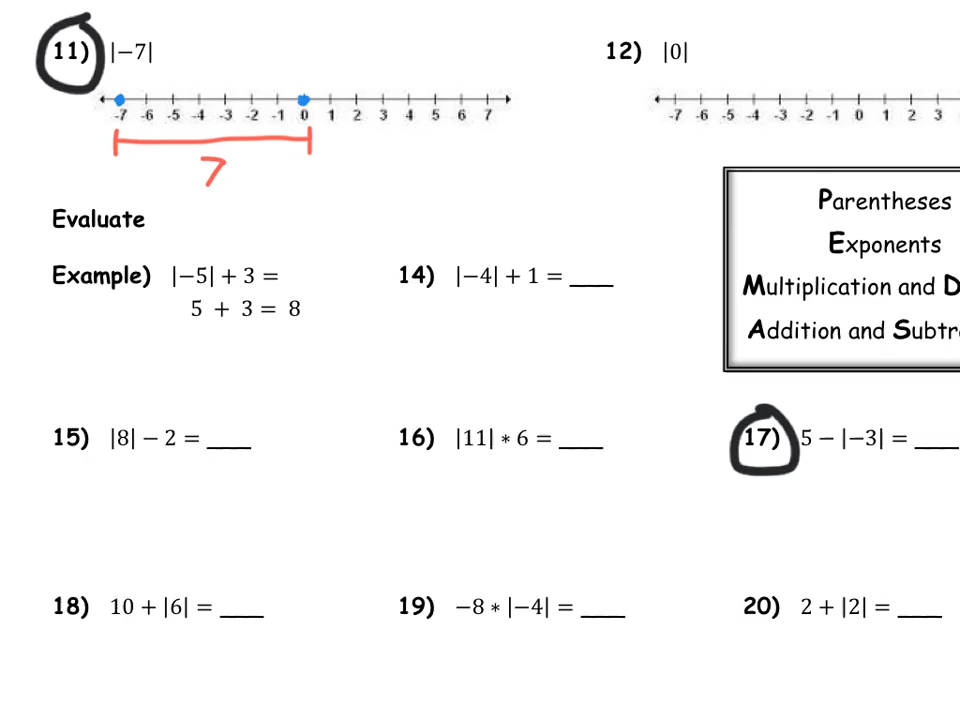 11) |−7|
12) |0|
-7 -6 -5 -4 -3 -2 -1 0 1 2 3 4 5 6 7
-7 -6 -5 -4 -3 -2 -1 0 1 2 3
7
Parentheses
Exponents
Multiplication and D
Addition and Subtr
Evaluate
Example) |−5| + 3 =
5 + 3 = 8
14) |−4| + 1 = ___
15) |8| − 2 = ___
16) |11| ∗ 6 = ___
17) 5 − |−3| = ___
18) 10 + |6| = ___
19) −8 ∗ |−4| = ___
20) 2 + |2| = ___